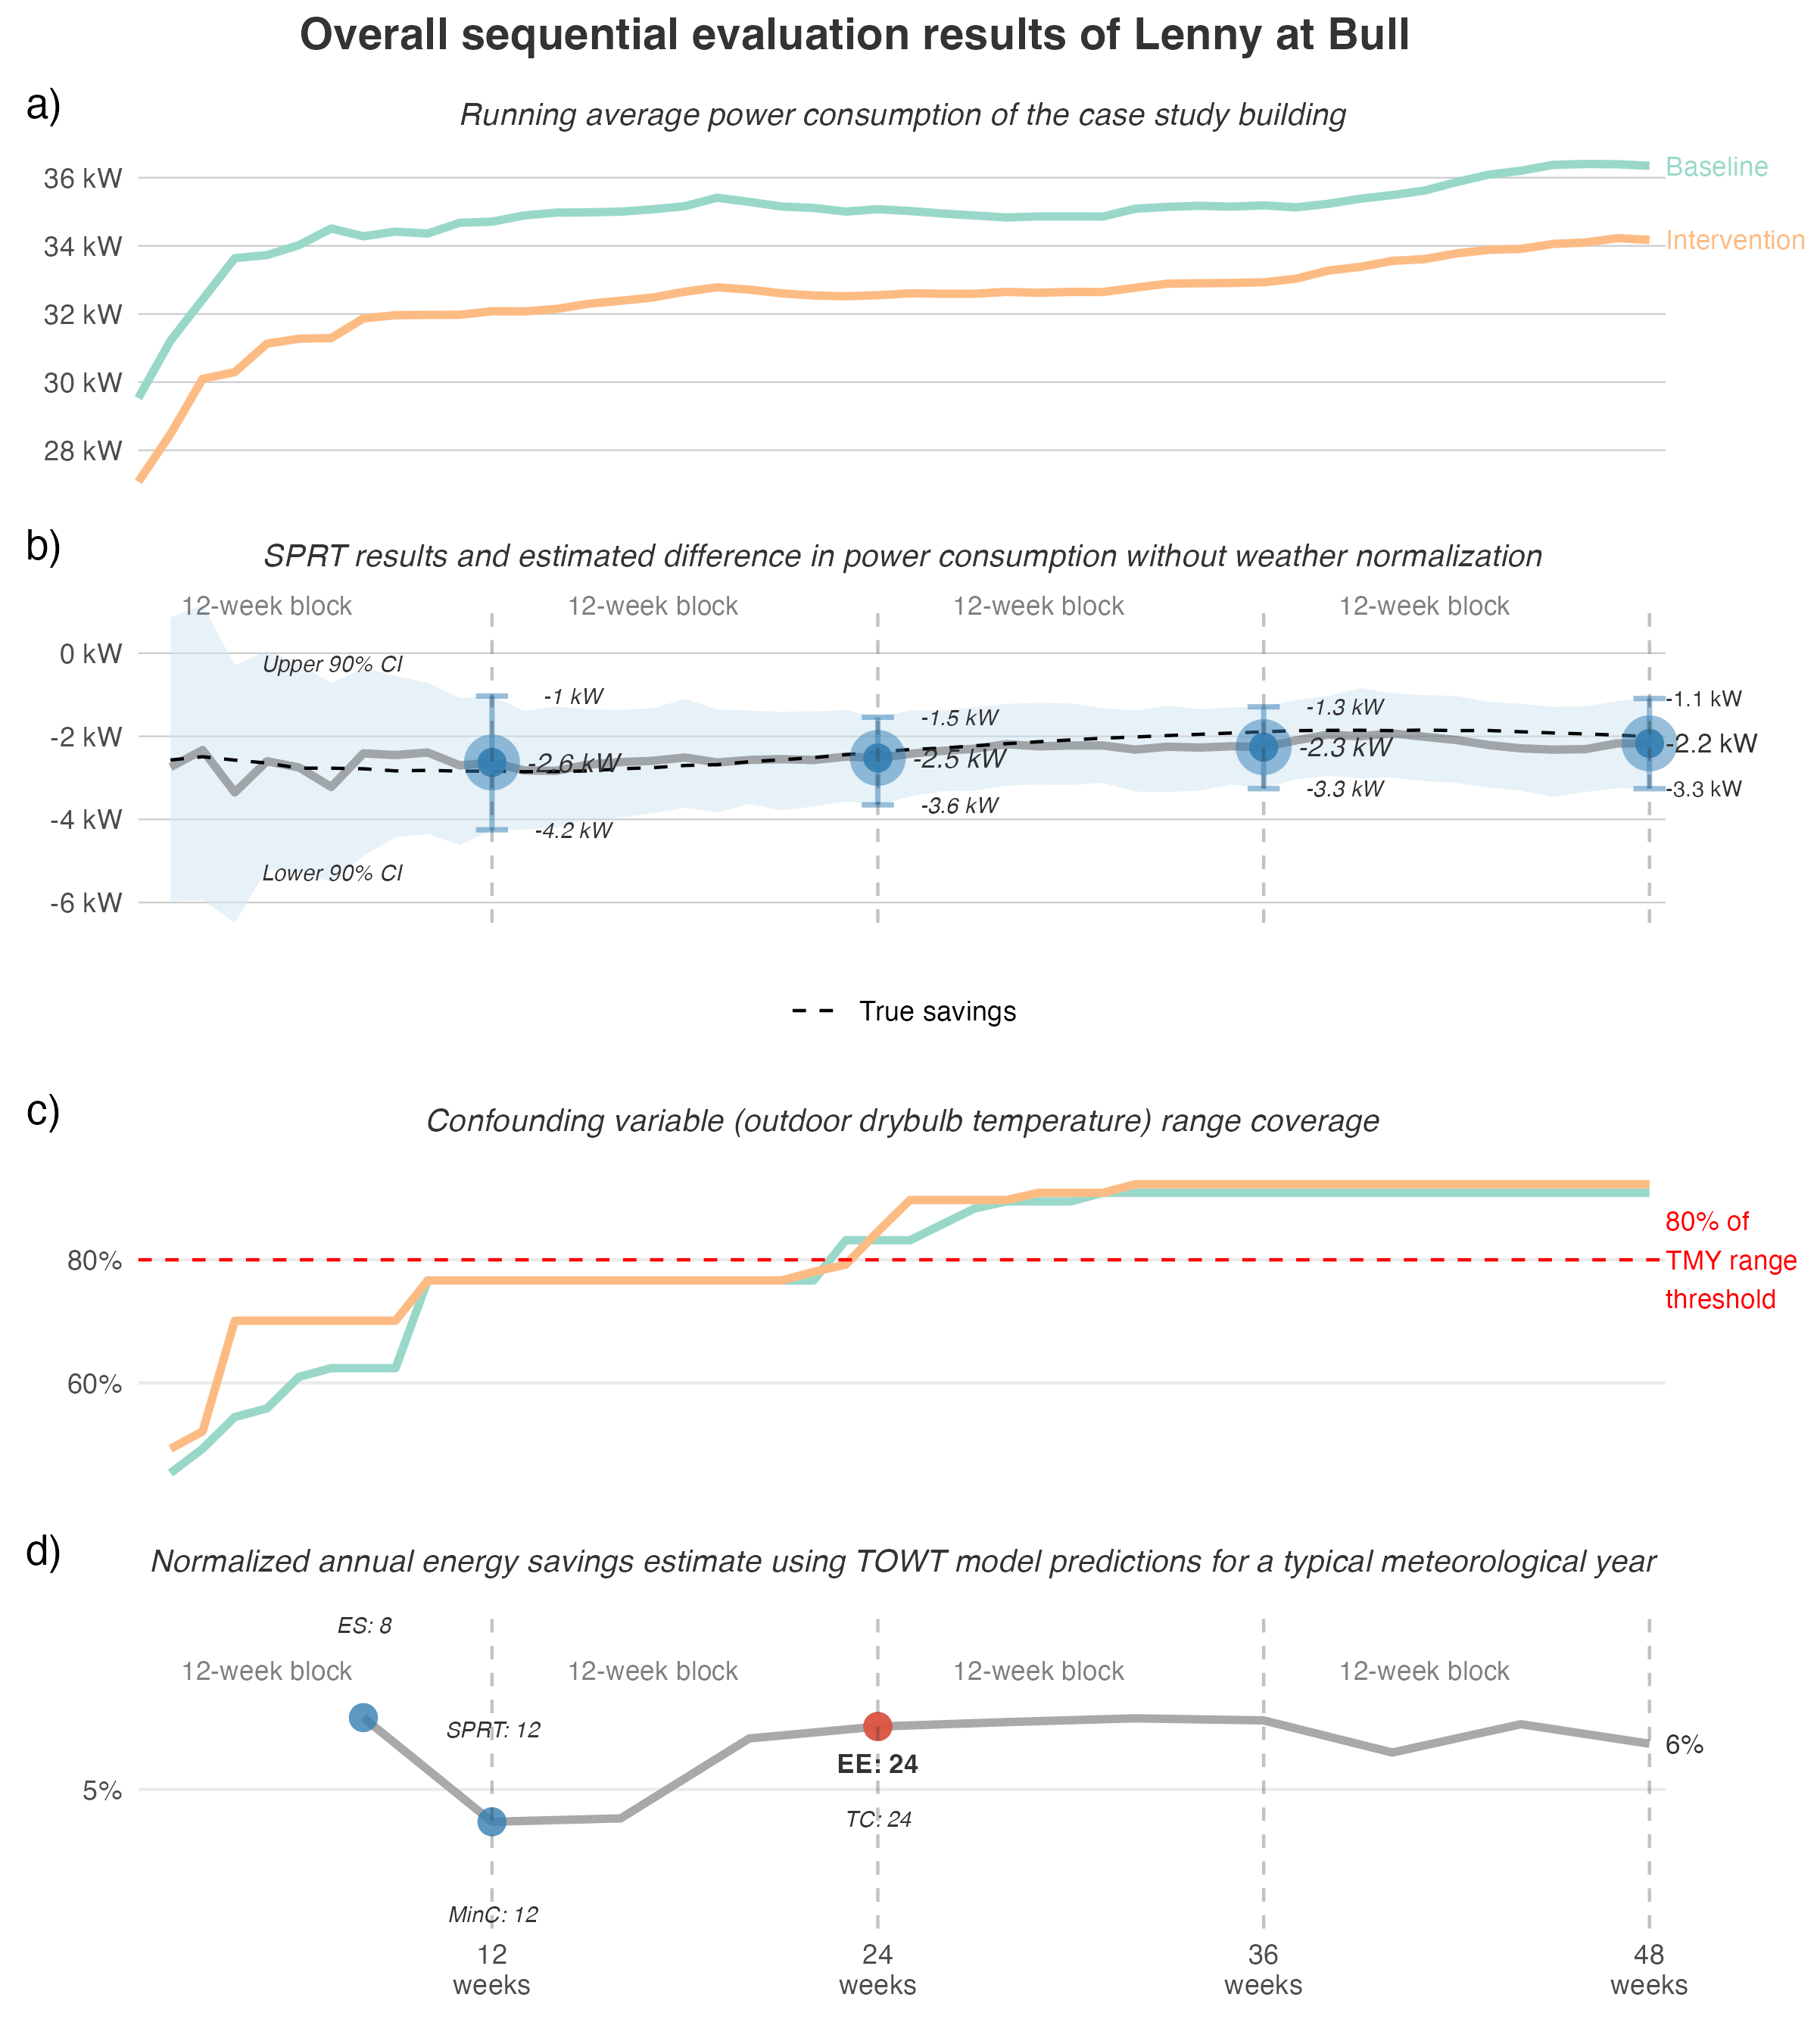 Overall sequential evaluation results of Lenny at Bull
a)
Running average power consumption of the case study building
36 kW
34 kW
32 kW
30 kW
28 kW
Baseline
Intervention
b)
SPRT results and estimated difference in power consumption without weather normalization
12-week block
12-week block
12-week block
12-week block
0 kW
-2 kW
-4 kW
-6 kW
Upper 90% CI
Lower 90% CI
-1 kW
-2.6 kW
-4.2 kW
-1.5 kW
-2.5 kW
-3.6 kW
-1.3 kW
-2.3 kW
-3.3 kW
-1.1 kW
-2.2 kW
-3.3 kW
True savings
c)
Confounding variable (outdoor drybulb temperature) range coverage
80%
60%
80% of
TMY range
threshold
d)
Normalized annual energy savings estimate using TOWT model predictions for a typical meteorological year
ES: 8
12-week block
12-week block
12-week block
12-week block
SPRT: 12
EE: 24
6%
5%
TC: 24
MinC: 12
12
weeks
24
weeks
36
weeks
48
weeks